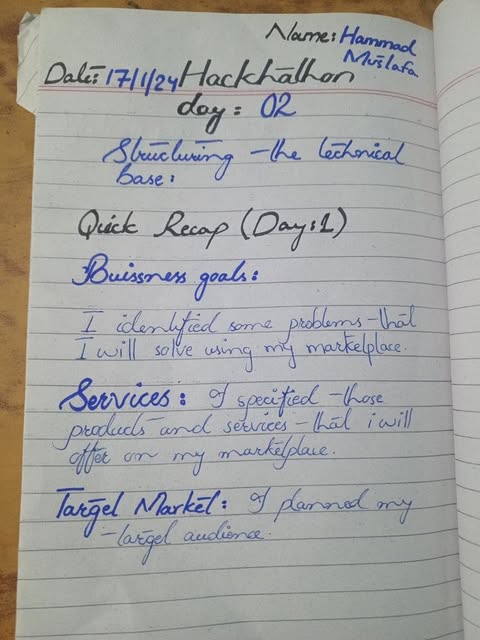 Name: Hammad
Mustafa
Date: 17/1/24 Hackhathon
day: 02
Structuring the technical
base:
Quick Recap (Day:1)
Buissness goals:
I identified some problems that
I will solve using my marketplace.
Services: I specified those
products and services that i will
offer on my marketplace.
Target Market: I planned my
target audience.